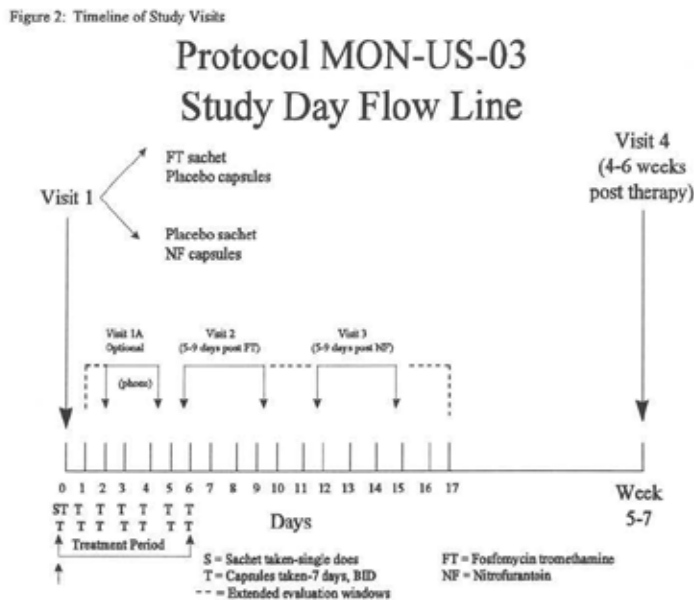 Figure 2: Timeline of Study Visits
Protocol MON-US-03
Study Day Flow Line
Visit 1
FT sachet
Placebo capsules
Placebo sachet
NF capsules
Visit 4
(4-6 weeks
post therapy)
Visit 1A
Optional
(phone)
Visit 2
(5-9 days post FT)
Visit 3
(5-9 days post NF)
0 1 2 3 4 5 6 7 8 9 10 11 12 13 14 15 16 17
Week
5-7
ST T T T T T T
T T T T T T T
Days
Treatment Period
S = Sachet taken-single does
T = Capsules taken-7 days, BID
- - - = Extended evaluation windows
FT = Fosfomycin tromethamine
NF = Nitrofurantoin